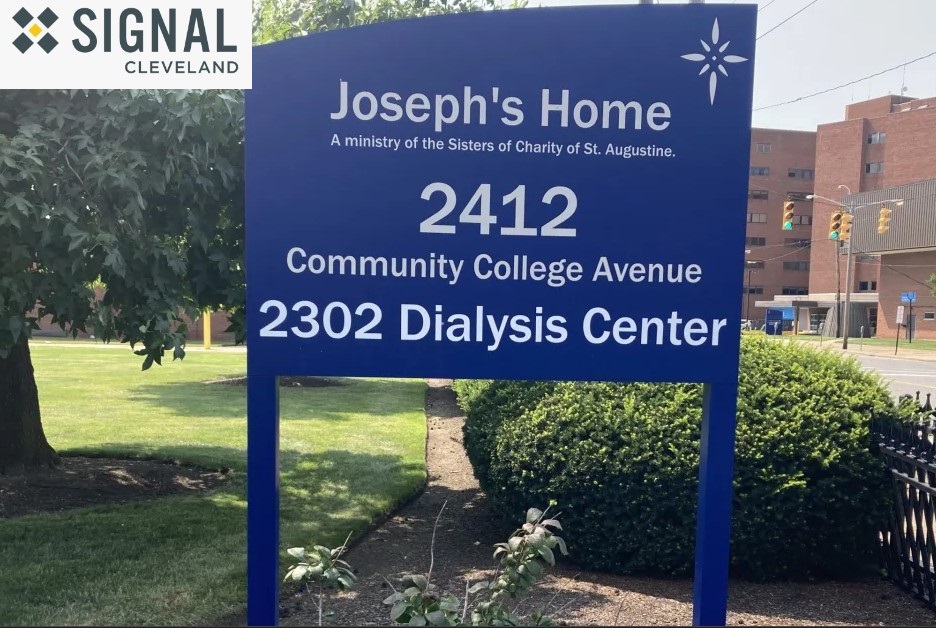 SIGNAL
CLEVELAND
Joseph's Home
A ministry of the Sisters of Charity of St. Augustine.
2412
Community College Avenue
2302 Dialysis Center